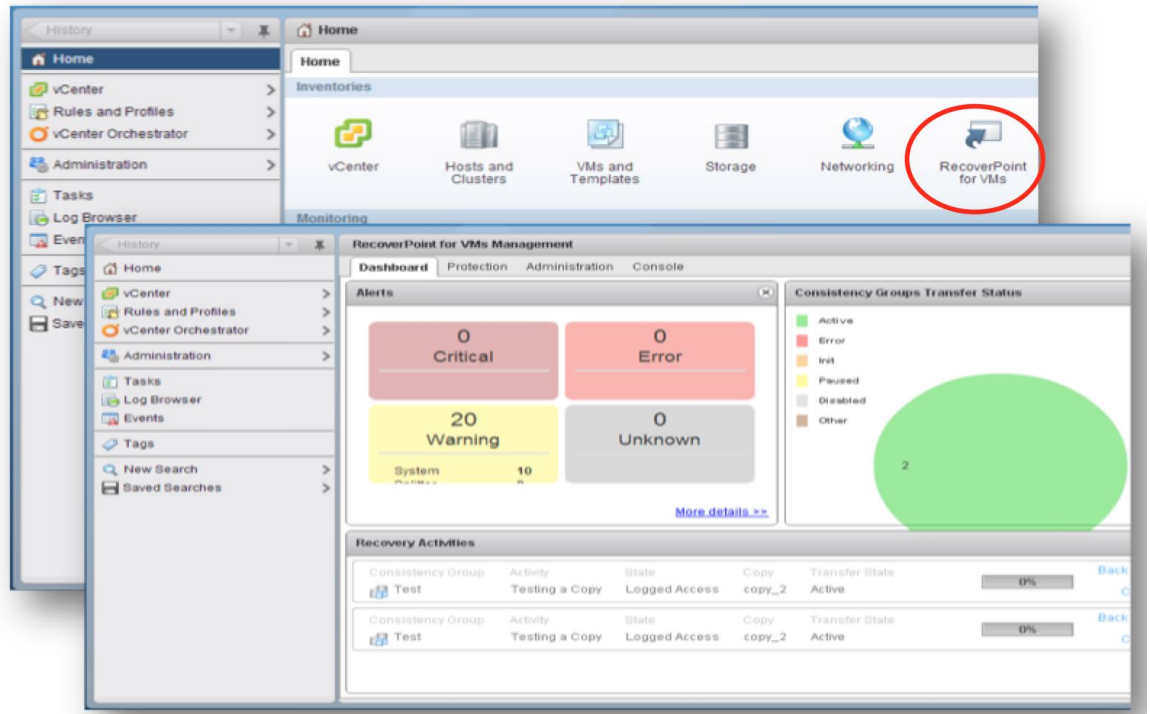 History
Home
vCenter
Rules and Profiles
vCenter Orchestrator
Administration
Tasks
Log Browser
Even
Tags
New
Save
Home
Home
Inventories
vCenter
Hosts and
Clusters
VMs and
Templates
Storage
Networking
RecoverPoint
for VMs
Monitoring
History
Home
vCenter
Rules and Profiles
vCenter Orchestrator
Administration
Tasks
Log Browser
Events
Tags
New Search
Saved Searches
RecoverPoint for VMs Management
Dashboard Protection Administration Console
Alerts
0
Critical
0
Error
20
Warning
System 10
0
Unknown
More details >>
Consistency Groups Transfer Status
Active
Error
Init
Paused
Disabled
Other
2
Recovery Activities
Consistency Group Activity State Copy Transfer State
Test Testing a Copy Logged Access copy_2 Active 0% Back
Consistency Group Activity State Copy Transfer State
Test Testing a Copy Logged Access copy_2 Active 0% Back